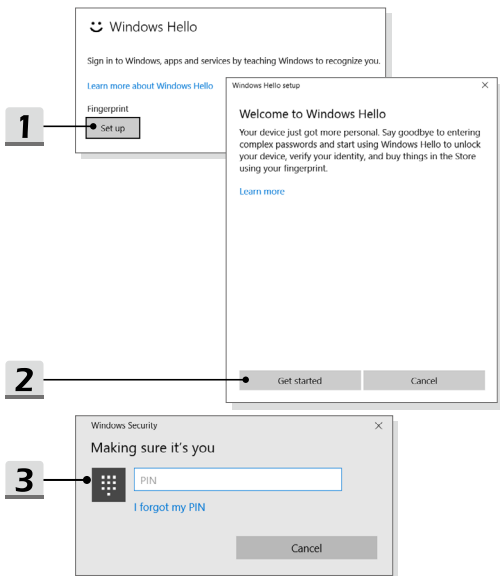 Windows Hello
Sign in to Windows, apps and services by teaching Windows to recognize you.
Learn more about Windows Hello
Fingerprint
1
Set up
Windows Hello setup
Welcome to Windows Hello
Your device just got more personal. Say goodbye to entering
complex passwords and start using Windows Hello to unlock
your device, verify your identity, and buy things in the Store
using your fingerprint.
Learn more
2
Get started
Cancel
Windows Security
Making sure it's you
3
PIN
I forgot my PIN
Cancel